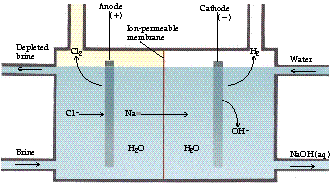 Anode
(+)
Cathode
(−)
Ion-permeable
membrane
Depleted
brine
Cl₂
H₂
Water
Cl⁻
Na
OH⁻
H₂O
H₂O
Brine
NaOH(aq)